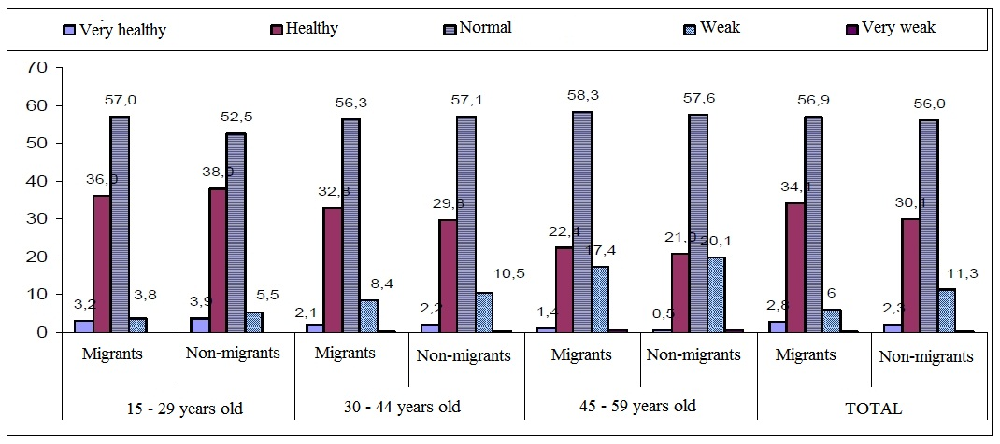 Very healthy Healthy Normal Weak Very weak
70
60
50
40
30
20
10
0
57,0 52,5 56,3 57,1 58,3 57,6 56,9 56,0
36,0 38,0 32,8 29,8 22,4 17,4 21,0 20,1 34,1 30,1
3,2 3,8 3,9 5,5 2,1 8,4 2,2 10,5 1,4 0,5 2,8 6 2,3 11,3
Migrants Non-migrants Migrants Non-migrants Migrants Non-migrants Migrants Non-migrants
15 - 29 years old 30 - 44 years old 45 - 59 years old TOTAL